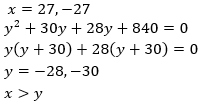 x = 27, −27
y² + 30y + 28y + 840 = 0
y(y + 30) + 28(y + 30) = 0
y = −28, −30
x > y